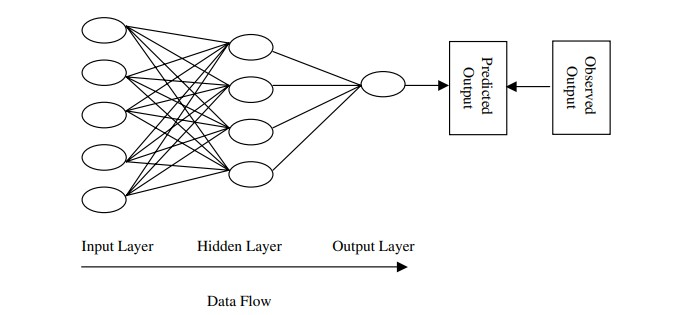 Predicted
Output
Observed
Output
Input Layer
Hidden Layer
Output Layer
Data Flow